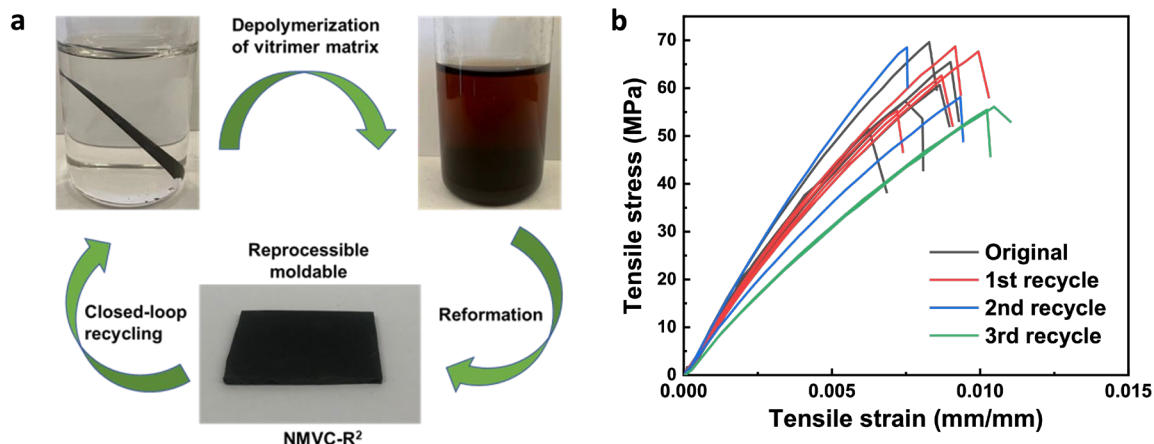 a
Depolymerization
of vitrimer matrix
Reprocessible
moldable
Closed-loop
recycling
Reformation
NMVC-R²
b
Tensile stress (MPa)
70
60
50
40
30
20
10
0
Original
1st recycle
2nd recycle
3rd recycle
0.000
0.005
0.010
0.015
Tensile strain (mm/mm)